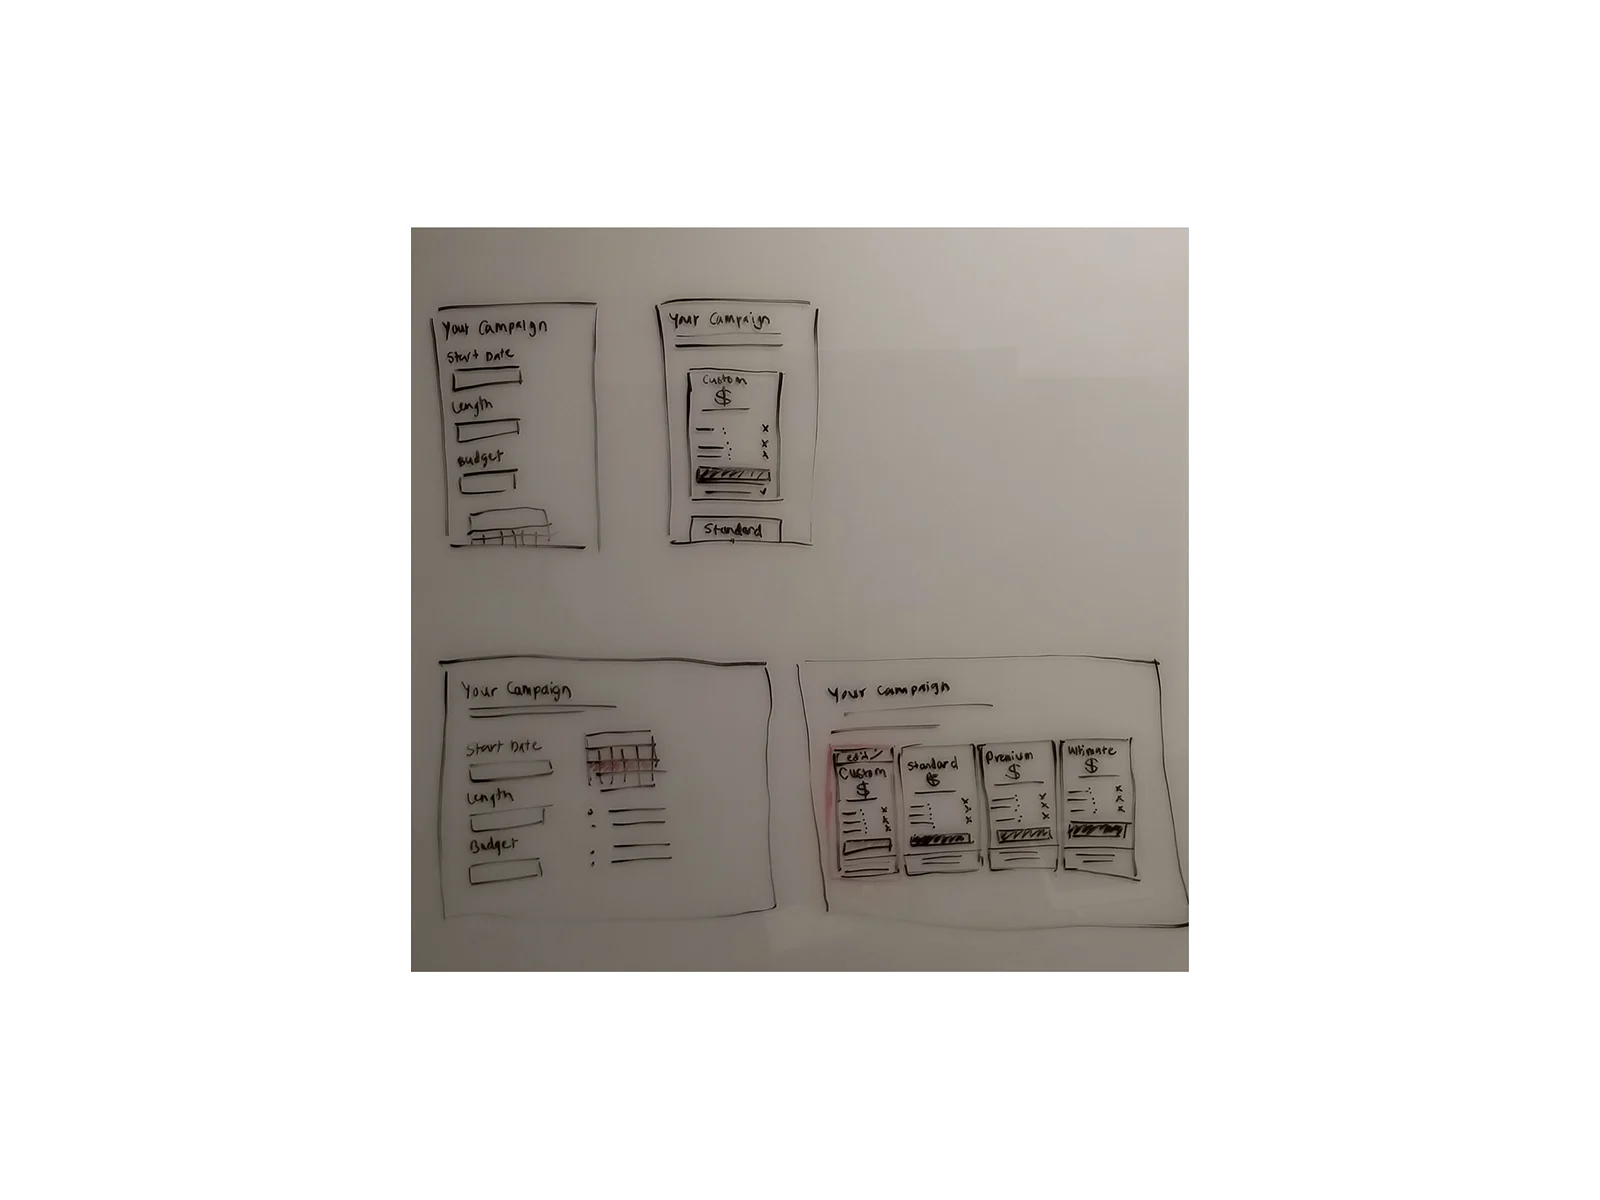 Your Campaign
Start Date
Length
Budget
Your Campaign
Custom
$
Standard
Your Campaign
Start Date
Length
Budget
Your Campaign
edit
Custom
$
Standard
$
Premium
$
Ultimate
$